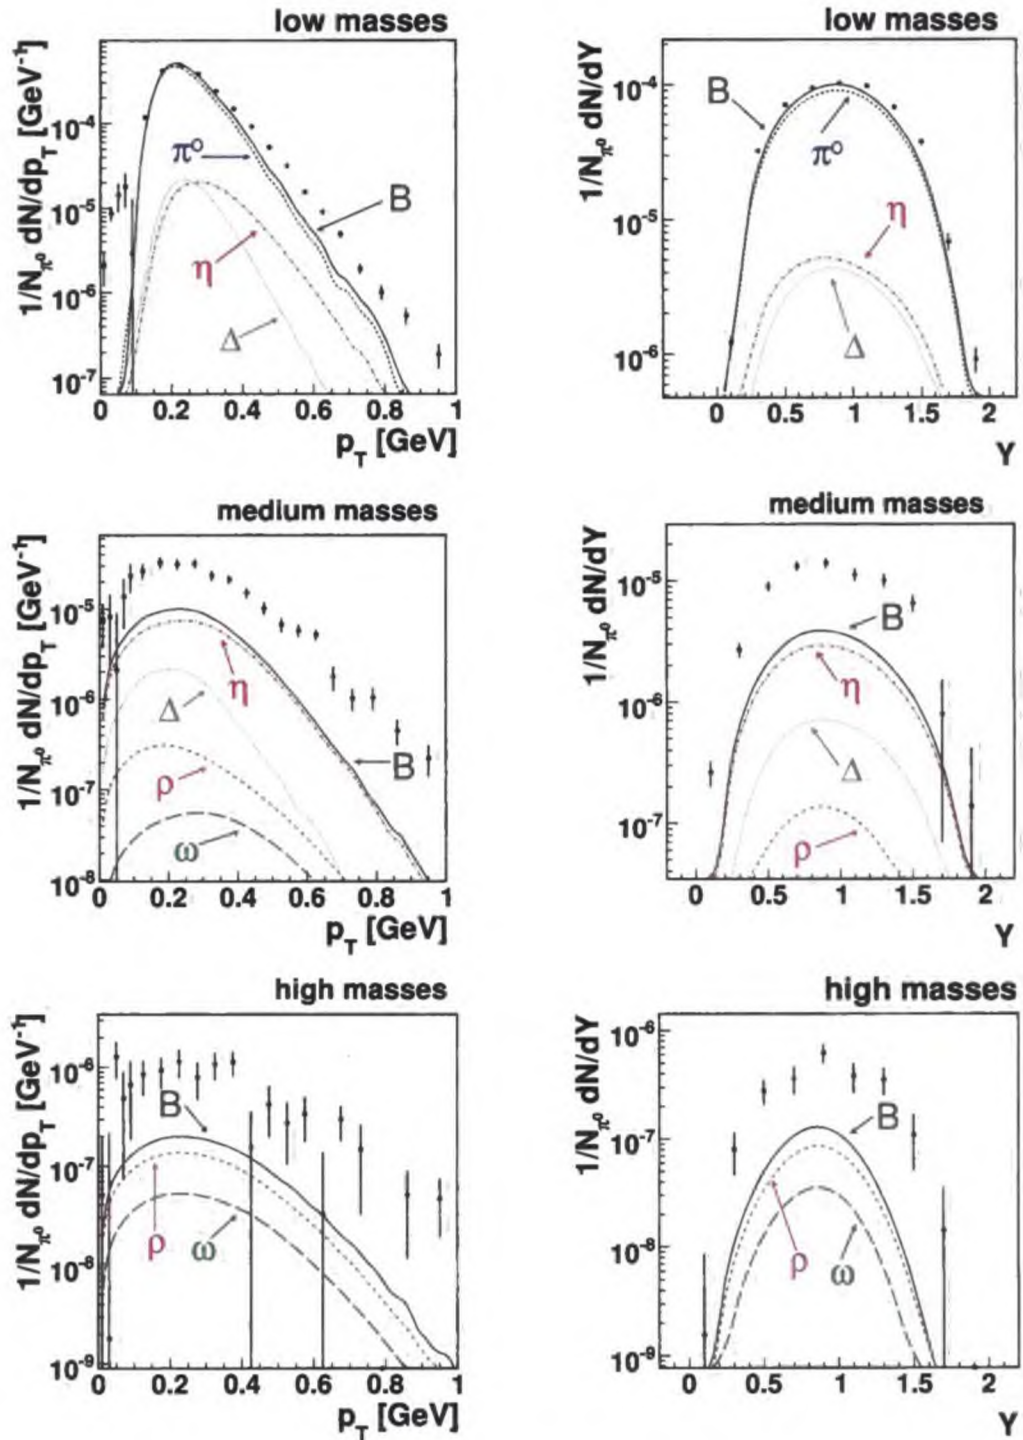 low masses
1/N_π⁰ dN/dp_T [GeV⁻¹]
10⁻⁴
10⁻⁵
10⁻⁶
10⁻⁷
π⁰
B
η
Δ
0 0.2 0.4 0.6 0.8 1
p_T [GeV]
low masses
1/N_π⁰ dN/dY
10⁻⁴
10⁻⁵
10⁻⁶
B
π⁰
η
Δ
0 0.5 1 1.5 2
Y
medium masses
1/N_π⁰ dN/dp_T [GeV⁻¹]
10⁻⁵
10⁻⁶
10⁻⁷
10⁻⁸
η
Δ
B
ρ
ω
0 0.2 0.4 0.6 0.8 1
p_T [GeV]
medium masses
1/N_π⁰ dN/dY
10⁻⁵
10⁻⁶
10⁻⁷
B
η
Δ
ρ
0 0.5 1 1.5 2
Y
high masses
1/N_π⁰ dN/dp_T [GeV⁻¹]
10⁻⁶
10⁻⁷
10⁻⁸
10⁻⁹
B
ρ
ω
0 0.2 0.4 0.6 0.8 1
p_T [GeV]
high masses
1/N_π⁰ dN/dY
10⁻⁶
10⁻⁷
10⁻⁸
10⁻⁹
B
ρ
ω
0 0.5 1 1.5 2
Y